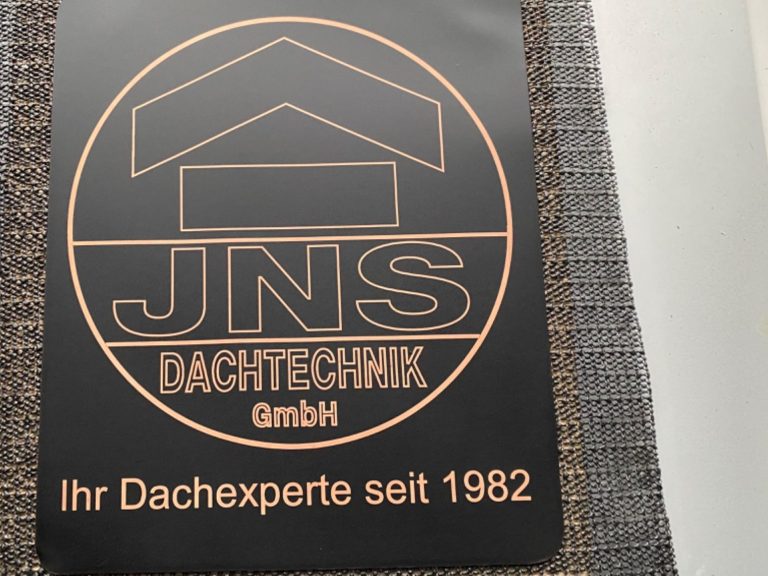 JNS
DACHTECHNIK
GmbH
Ihr Dachexperte seit 1982